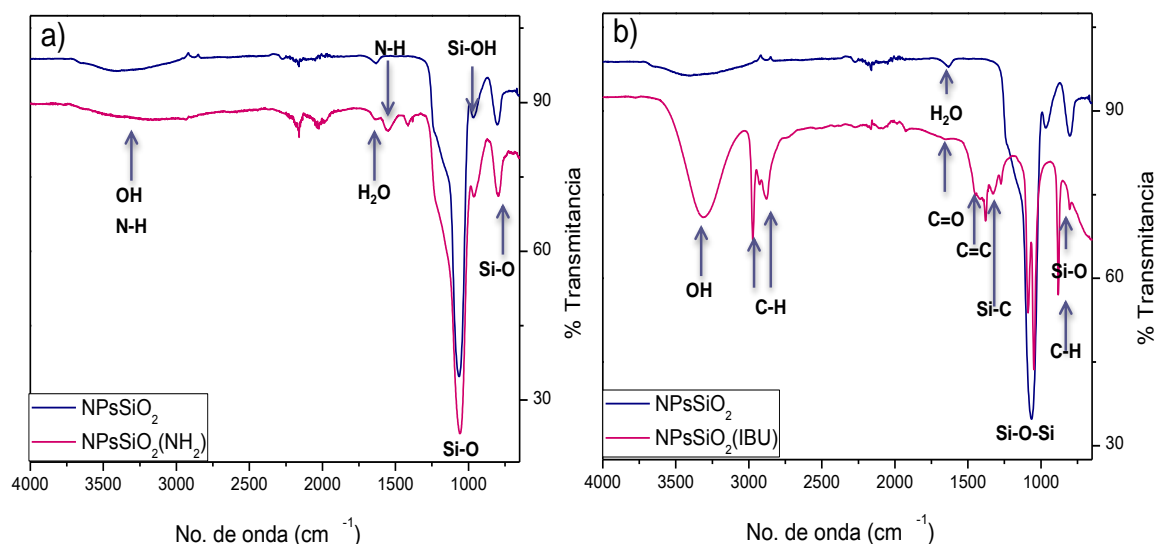 a)
N-H
Si-OH
OH
N-H
H₂O
Si-O
Si-O
NPsSiO₂
NPsSiO₂(NH₂)
90
60
30
% Transmitancia
4000 3500 2500 2000 1500 1000
No. de onda (cm ⁻¹)
b)
H₂O
OH
C-H
C=O
C=C
Si-C
Si-O
C-H
Si-O-Si
NPsSiO₂
NPsSiO₂(IBU)
90%
60%
30%
% Transmitancia
4000 3500 3000 2500 2000 1500 1000
No. de onda (cm ⁻¹)